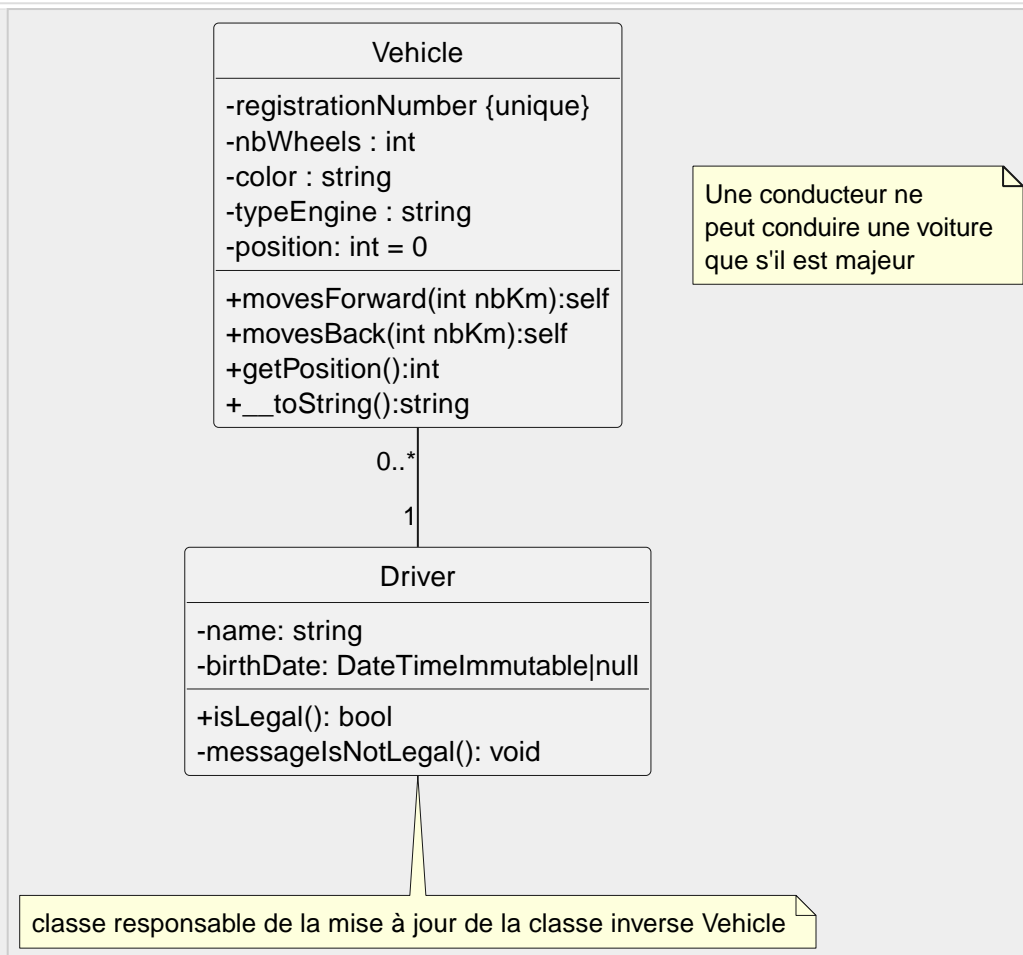 Vehicle
-registrationNumber {unique}
-nbWheels : int
-color : string
-typeEngine : string
-position: int = 0
+movesForward(int nbKm):self
+movesBack(int nbKm):self
+getPosition():int
+__toString():string
Une conducteur ne
peut conduire une voiture
que s'il est majeur
0..*
1
Driver
-name: string
-birthDate: DateTimeImmutable|null
+isLegal(): bool
-messageIsNotLegal(): void
classe responsable de la mise à jour de la classe inverse Vehicle